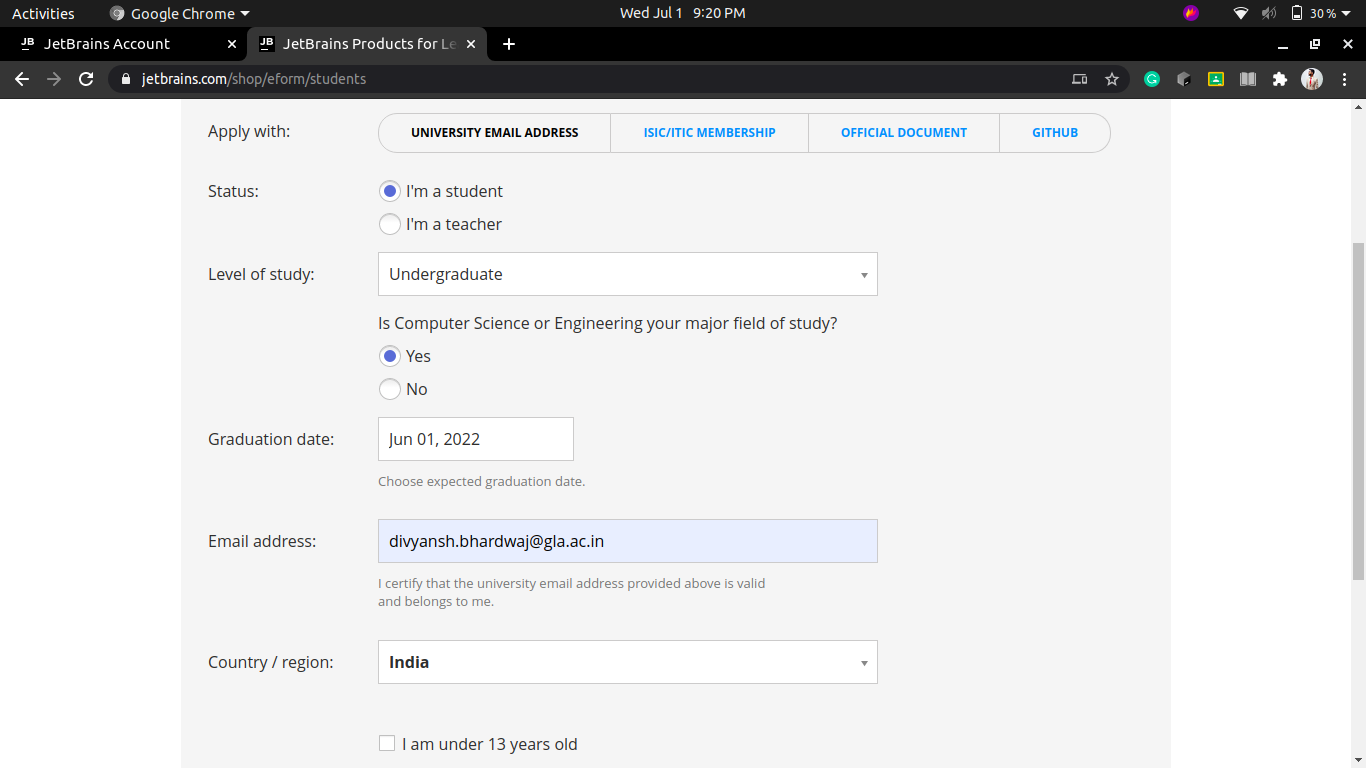 Activities
Google Chrome
Wed Jul 1 9:20 PM
30 %
JB JetBrains Account
JB JetBrains Products for Le
jetbrains.com/shop/eform/students
Apply with:
UNIVERSITY EMAIL ADDRESS
ISIC/ITIC MEMBERSHIP
OFFICIAL DOCUMENT
GITHUB
Status:
I'm a student
I'm a teacher
Level of study:
Undergraduate
Is Computer Science or Engineering your major field of study?
Yes
No
Graduation date:
Jun 01, 2022
Choose expected graduation date.
Email address:
divyansh.bhardwaj@gla.ac.in
I certify that the university email address provided above is valid
and belongs to me.
Country / region:
India
I am under 13 years old